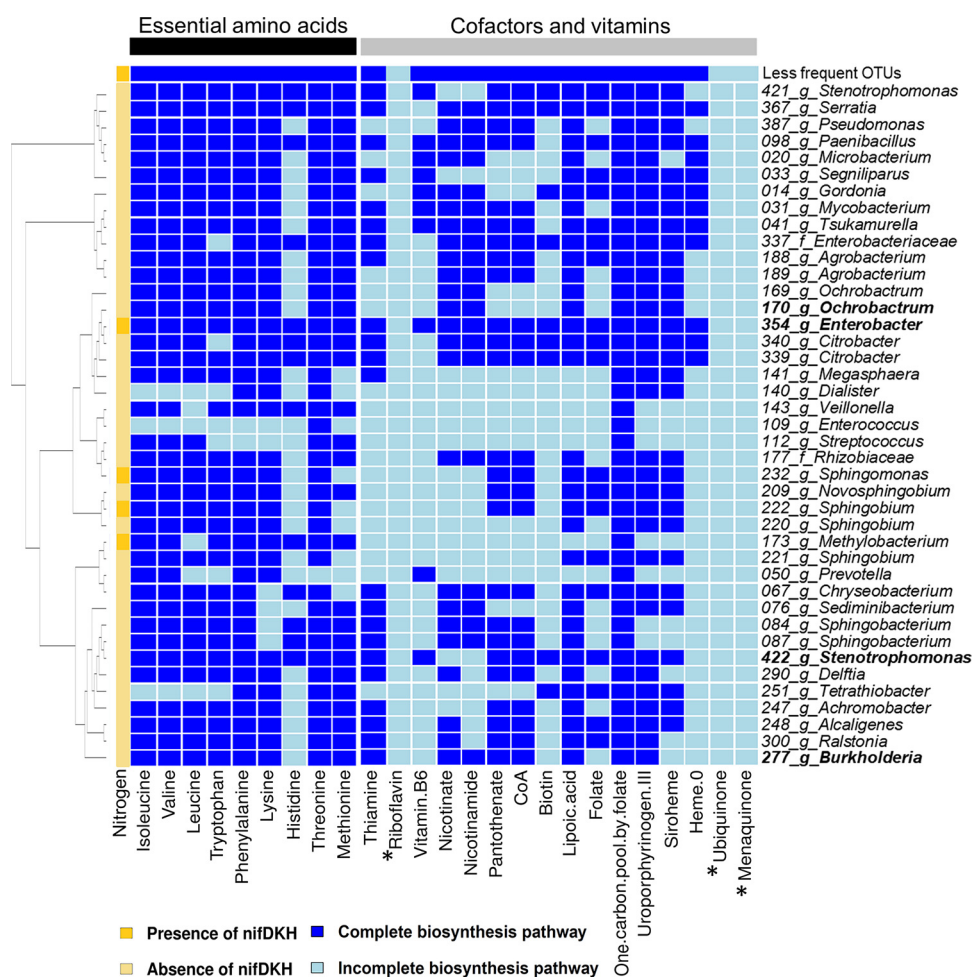 Essential amino acids
Cofactors and vitamins
Less frequent OTUs
421_g_Stenotrophomonas
367_g_Serratia
387_g_Pseudomonas
098_g_Paenibacillus
020_g_Microbacterium
033_g_Segniliparus
014_g_Gordonia
031_g_Mycobacterium
041_g_Tsukamurella
337_f_Enterobacteriaceae
188_g_Agrobacterium
189_g_Agrobacterium
169_g_Ochrobactrum
170_g_Ochrobactrum
354_g_Enterobacter
340_g_Citrobacter
339_g_Citrobacter
141_g_Megasphaera
140_g_Dialister
143_g_Veillonella
109_g_Enterococcus
112_g_Streptococcus
177_f_Rhizobiaceae
232_g_Sphingomonas
209_g_Novosphingobium
222_g_Sphingobium
220_g_Sphingobium
173_g_Methylobacterium
221_g_Sphingobium
050_g_Prevotella
067_g_Chryseobacterium
076_g_Sediminibacterium
084_g_Sphingobacterium
087_g_Sphingobacterium
422_g_Stenotrophomonas
290_g_Delftia
251_g_Tetrathiobacter
247_g_Achromobacter
248_g_Alcaligenes
300_g_Ralstonia
277_g_Burkholderia
Nitrogen
Isoleucine
Valine
Leucine
Tryptophan
Phenylalanine
Lysine
Histidine
Threonine
Methionine
Thiamine
*Riboflavin
Vitamin.B6
Nicotinate
Nicotinamide
Pantothenate
CoA
Biotin
Lipoic.acid
Folate
One.carbon.pool.by.folate
Uroporphyrinogen.III
Siroheme
Heme.0
*Ubiquinone
*Menaquinone
Presence of nifDKH
Complete biosynthesis pathway
Absence of nifDKH
Incomplete biosynthesis pathway